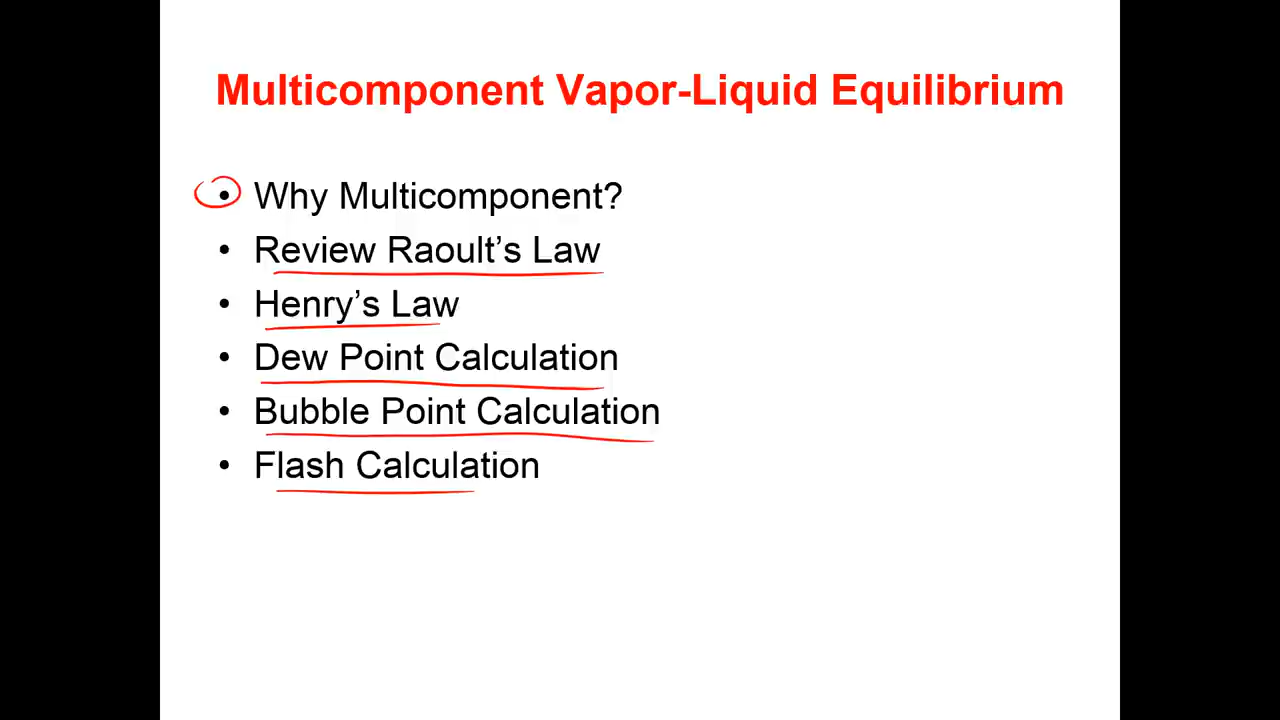 Multicomponent Vapor-Liquid Equilibrium
• Why Multicomponent?
• Review Raoult’s Law
• Henry’s Law
• Dew Point Calculation
• Bubble Point Calculation
• Flash Calculation